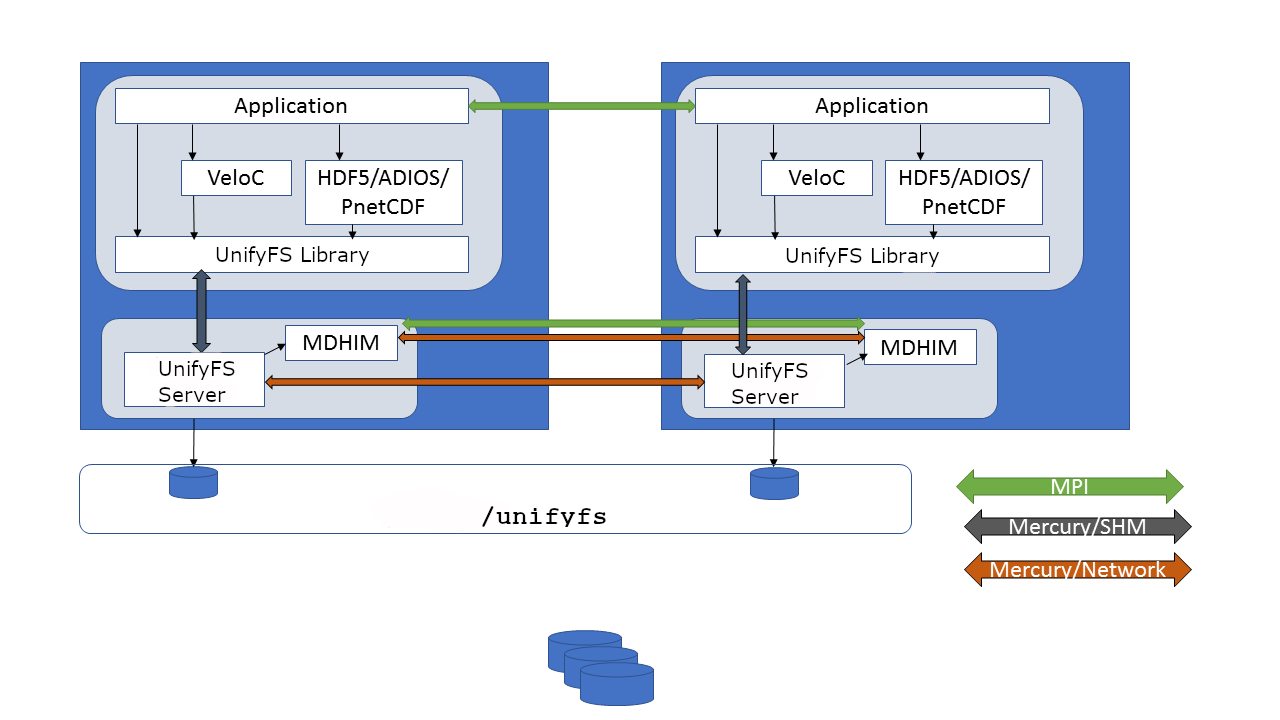 Application
VeloC
HDF5/ADIOS/
PnetCDF
UnifyFS Library
MDHIM
UnifyFS
Server
Application
VeloC
HDF5/ADIOS/
PnetCDF
UnifyFS Library
MDHIM
UnifyFS
Server
/unifyfs
MPI
Mercury/SHM
Mercury/Network